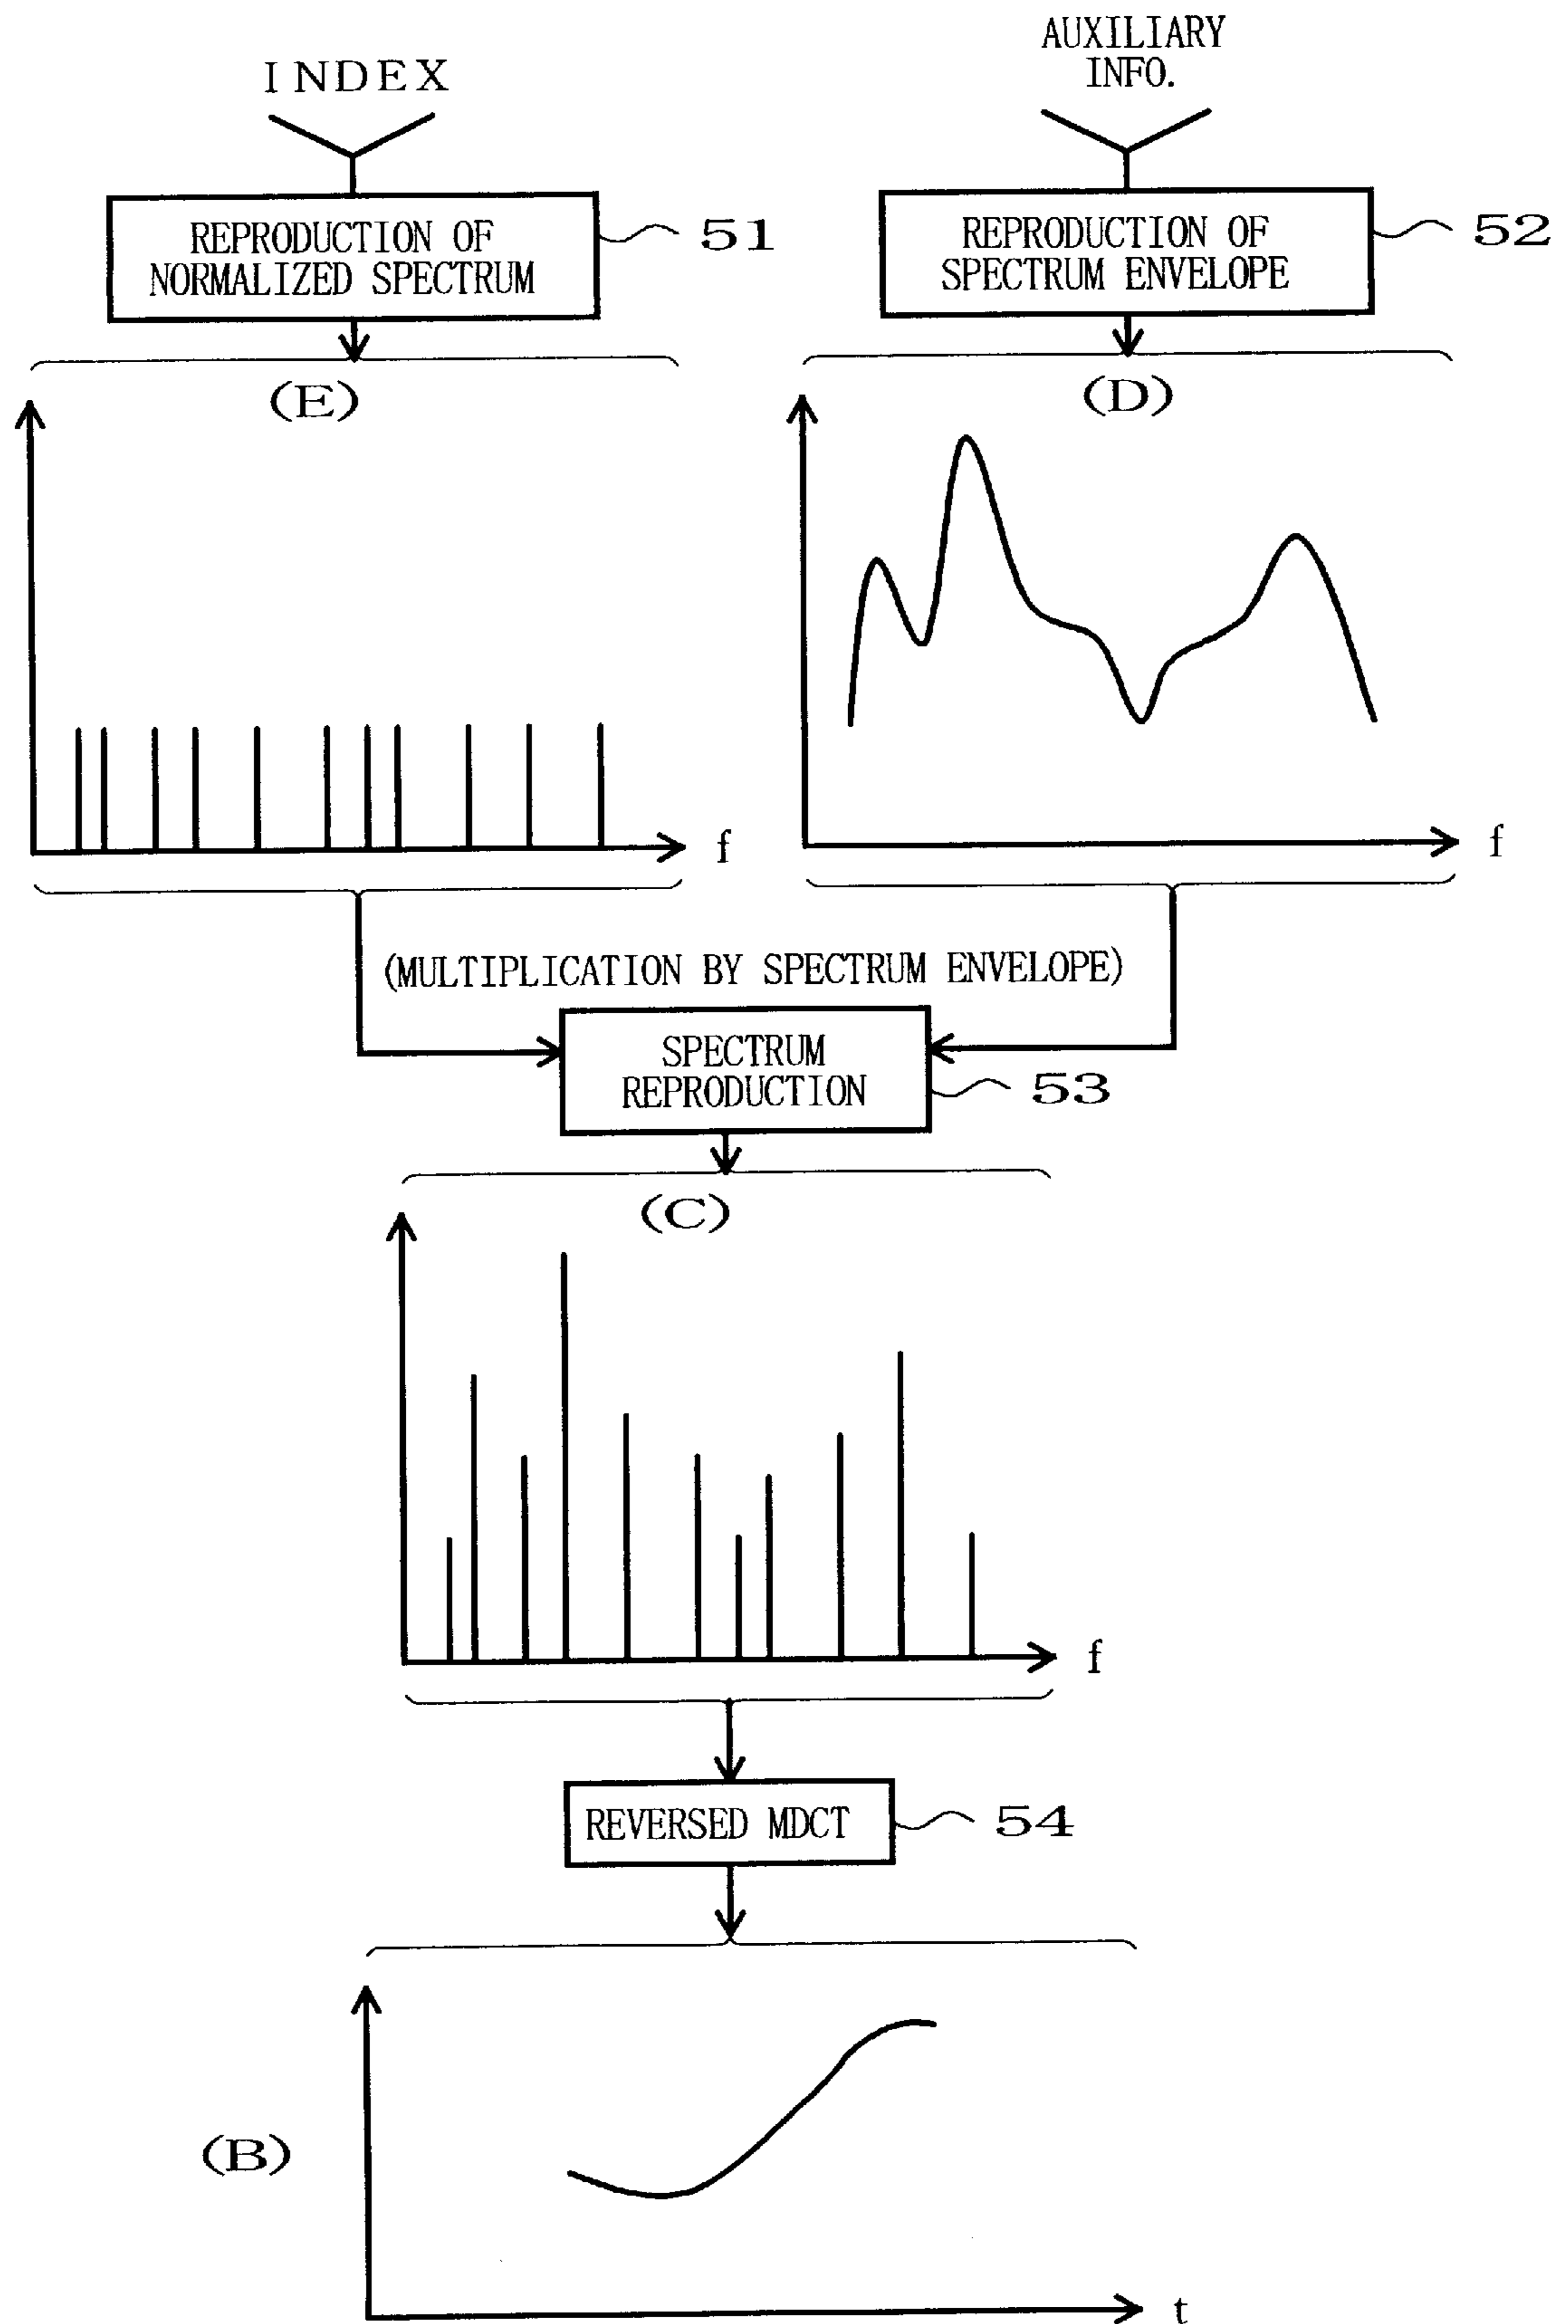 INDEX
AUXILIARY
INFO.
REPRODUCTION OF
NORMALIZED SPECTRUM
51
REPRODUCTION OF
SPECTRUM ENVELOPE
52
(E)
(D)
f
f
(MULTIPLICATION BY SPECTRUM ENVELOPE)
SPECTRUM
REPRODUCTION
53
(C)
f
REVERSED MDCT
54
(B)
t